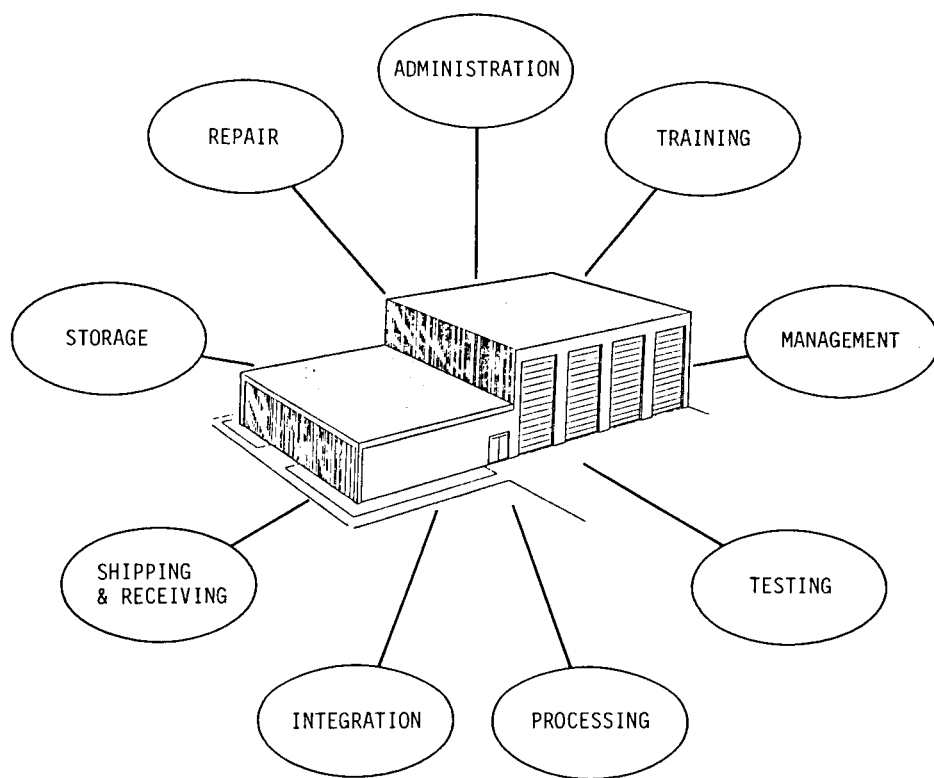 ADMINISTRATION
REPAIR
TRAINING
STORAGE
MANAGEMENT
SHIPPING
& RECEIVING
TESTING
INTEGRATION
PROCESSING